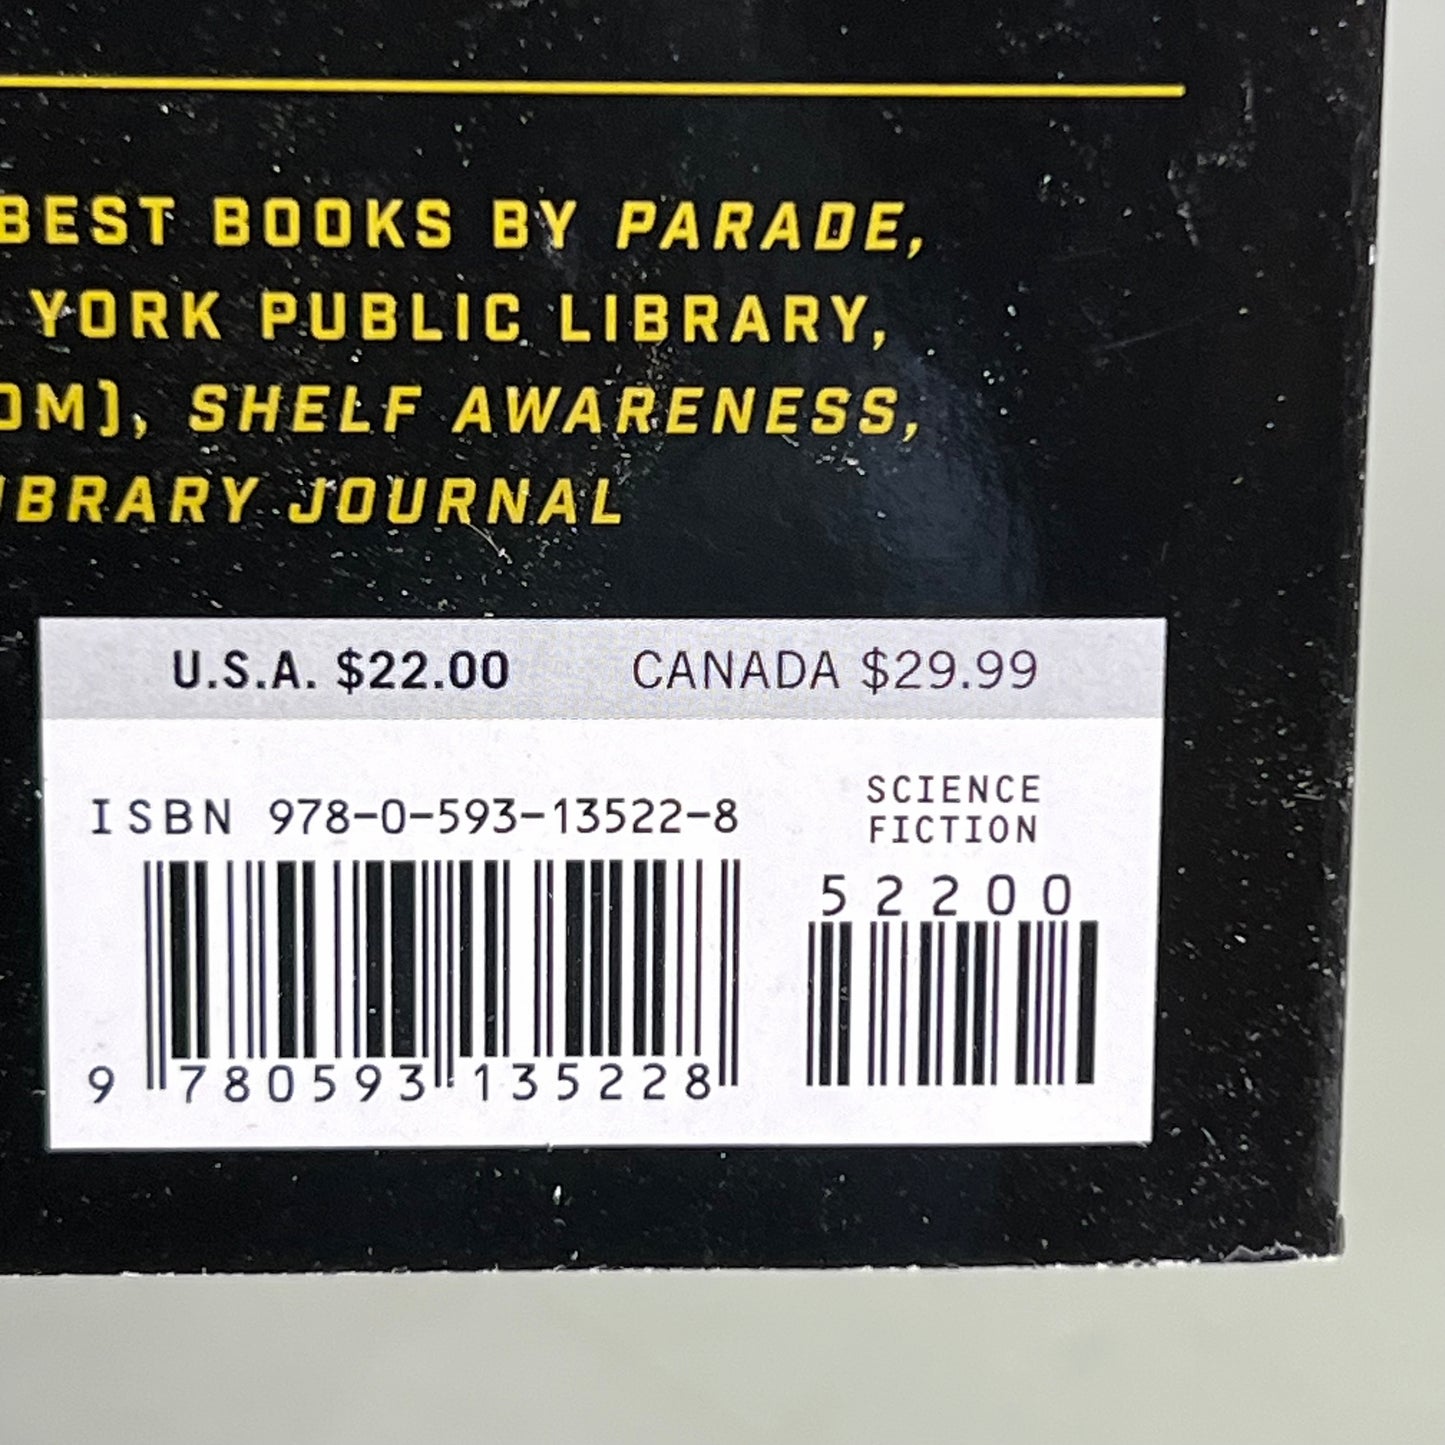 BEST BOOKS BY PARADE,
YORK PUBLIC LIBRARY,
OM), SHELF AWARENESS,
IBRARY JOURNAL
U.S.A. $22.00 CANADA $29.99
ISBN 978-0-593-13522-8
SCIENCE
FICTION
52200
9 780593 135228